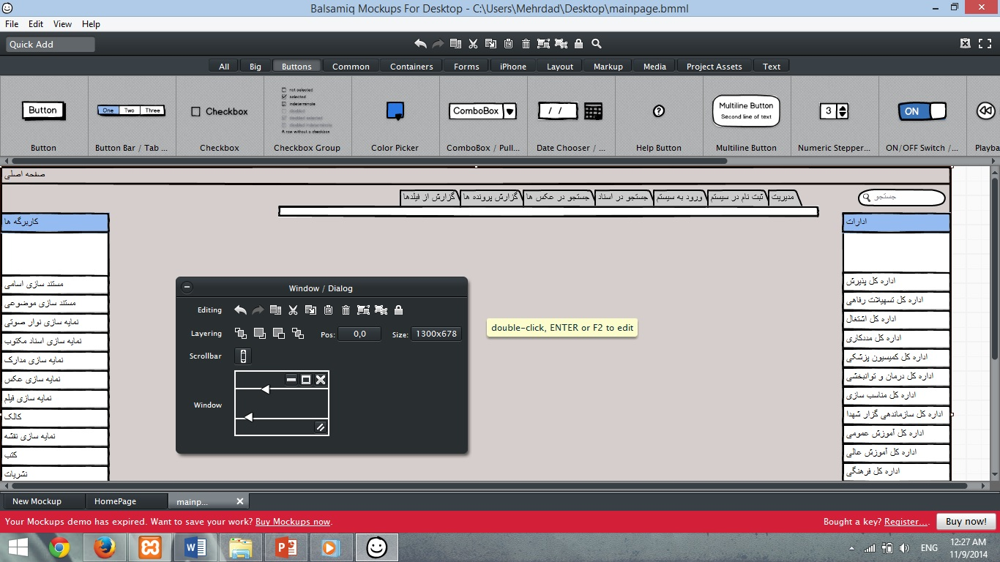 Balsamiq Mockups For Desktop - C:\Users\Mehrdad\Desktop\mainpage.bmml
File Edit View Help
Quick Add
All Big Buttons Common Containers Forms iPhone Layout Markup Media Project Assets Text
Button One Two Three Checkbox
not selected
selected
indeterminate
disabled
disabled selected
disabled indeterminate
A row without a checkbox
ComboBox / / ? Multiline Button
Second line of text
3 ON
Button Button Bar / Tab ... Checkbox Checkbox Group Color Picker ComboBox / Pull... Date Chooser / ... Help Button Multiline Button Numeric Stepper... ON/OFF Switch /... Playba
صفحه اصلی
جستجو
مدیریت ثبت نام در سیستم ورود به سیستم جستجو در اسناد جستجو در عکس ها گزارش پرونده ها گزارش از فیلدها
ادارات
اداره کل پذیرش
اداره کل تسهیلات رفاهی
اداره کل اشتغال
اداره کل مددکاری
اداره کل کمیسیون پزشکی
اداره کل درمان و توانبخشی
اداره کل مناسب سازی
اداره کل سازماندهی گزار شهدا
اداره کل آموزش عمومی
اداره کل آموزش عالی
اداره کل فرهنگی
کاربرگه ها
مستند سازی اسامی
مستند سازی موضوعی
نمایه سازی نوار صوتی
نمایه سازی اسناد مکتوب
نمایه سازی مدارک
نمایه سازی عکس
نمایه سازی فیلم
کالک
نمایه سازی نقشه
کتب
نشریات
Window / Dialog
Editing
Layering Pos: 0,0 Size: 1300x678
Scrollbar
Window
double-click, ENTER or F2 to edit
New Mockup HomePage mainp...
Your Mockups demo has expired. Want to save your work? Buy Mockups now.
Bought a key? Register.... Buy now!
ENG
12:27 AM
11/9/2014